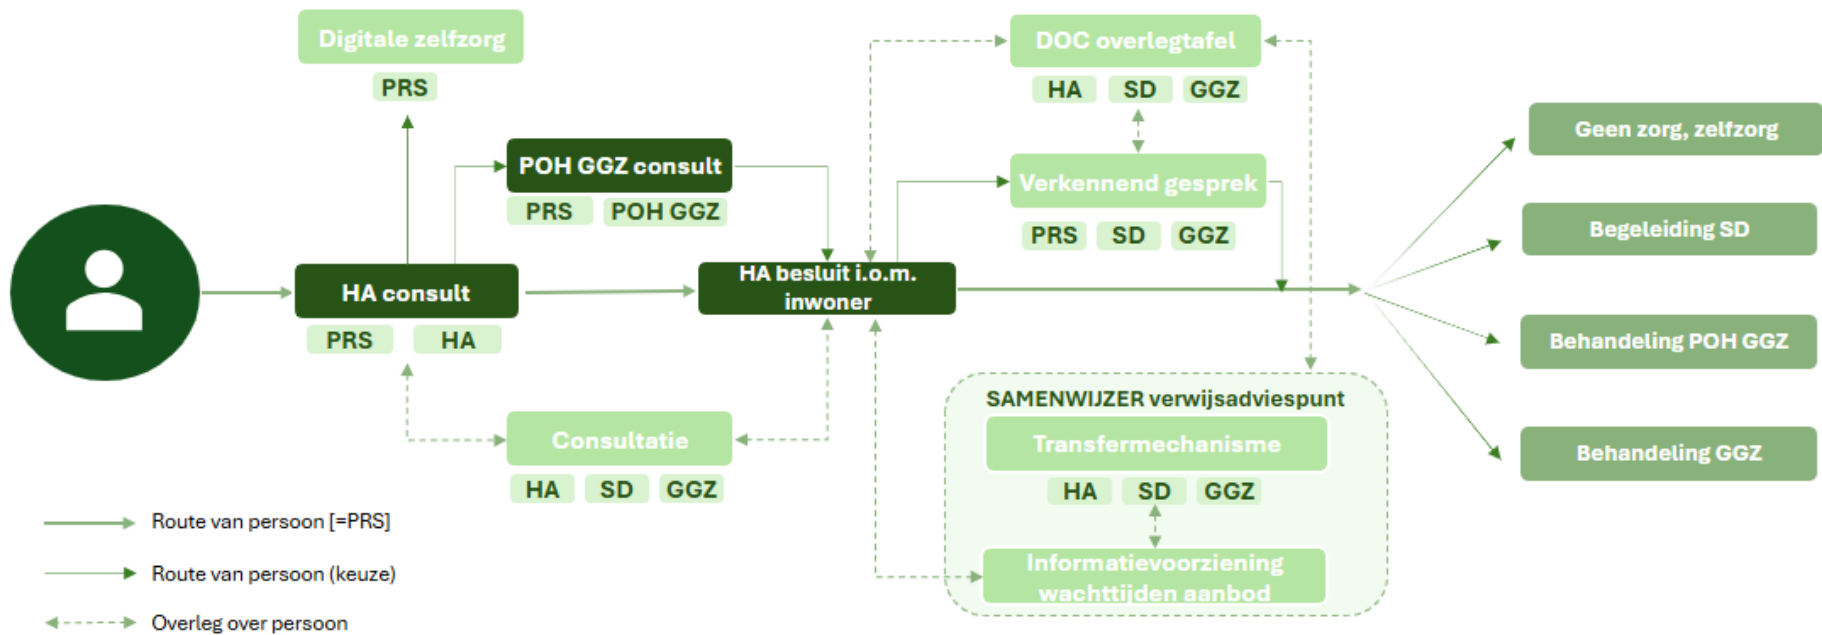 Digitale zelfzorg
PRS
POH GGZ consult
PRS POH GGZ
HA consult
PRS HA
Consultatie
HA SD GGZ
HA besluit i.o.m.
inwoner
DOC overlegtafel
HA SD GGZ
Verkennend gesprek
PRS SD GGZ
SAMENWIJZER verwijsadviespunt
Transfermechanisme
HA SD GGZ
Informatievoorziening
wachttijden aanbod
Geen zorg, zelfzorg
Begeleiding SD
Behandeling POH GGZ
Behandeling GGZ
Route van persoon [=PRS]
Route van persoon (keuze)
Overleg over persoon